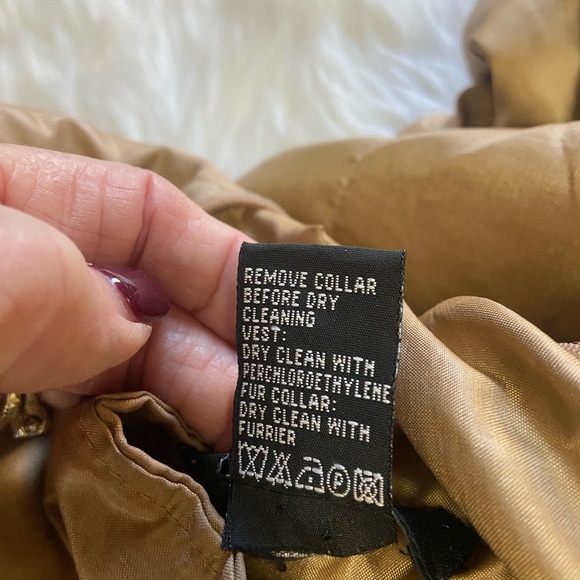 REMOVE COLLAR
BEFORE DRY
CLEANING
VEST:
DRY CLEAN WITH
PERCHLOROETHYLENE
FUR COLLAR:
DRY CLEAN WITH
FURRIER
P